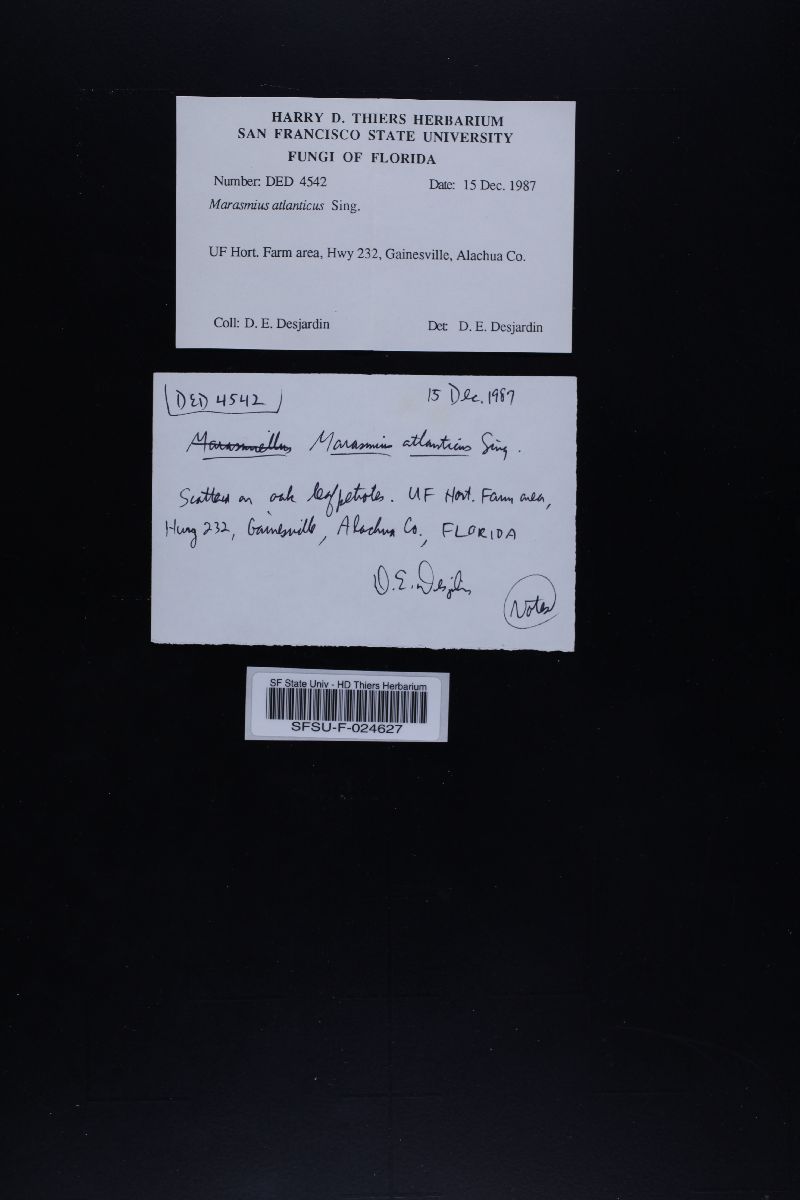 HARRY D. THIERS HERBARIUM
SAN FRANCISCO STATE UNIVERSITY
FUNGI OF FLORIDA
Number: DED 4542 Date: 15 Dec. 1987
Marasmius atlanticus Sing.
UF Hort. Farm area, Hwy 232, Gainesville, Alachua Co.
Coll: D. E. Desjardin Det: D. E. Desjardin
DED 4542 15 Dec. 1987
Marasmiellus Marasmius atlanticus Sing.
Scattered on oak leaf petioles. UF Hort. Farm area,
Hwy 232, Gainesville, Alachua Co., FLORIDA
D. E. Desjardin
Notes
SF State Univ - HD Thiers Herbarium
SFSU-F-024627